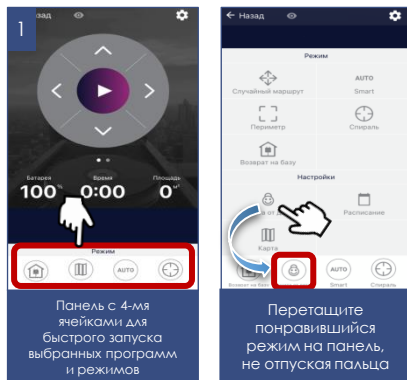 1
Назад
Батарея
Время
Площадь
100 %
0:00
0 м²
Режим
AUTO
Панель с 4-мя
ячейками для
быстрого запуска
выбранных программ
и режимов
Назад
Режим
AUTO
Случайный маршрут
Smart
Периметр
Спираль
Возврат на базу
Настройки
Расписание
Карта
AUTO
Smart
Спираль
Перетащите
понравившийся
режим на панель,
не отпуская пальца